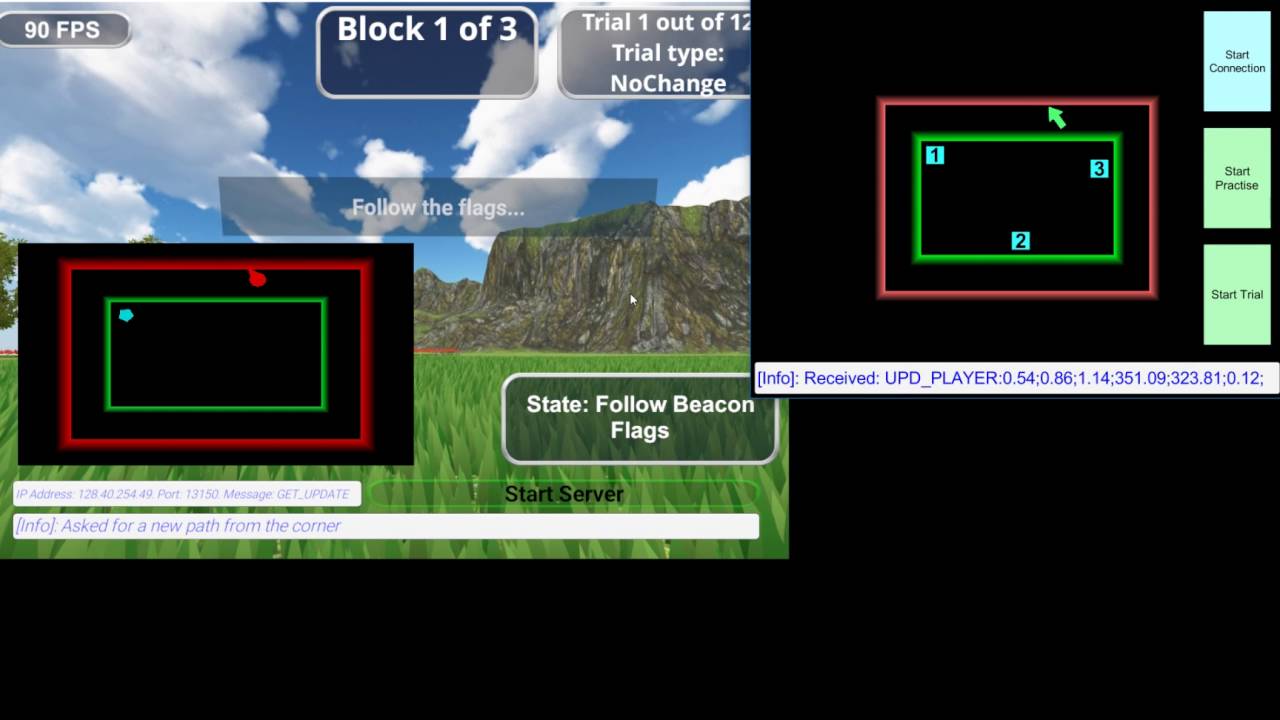 90 FPS
Block 1 of 3
Trial 1 out of 12
Trial type:
NoChange
Follow the flags...
State: Follow Beacon
Flags
IP Address: 128.40.254.49. Port: 13150. Message: GET_UPDATE
Start Server
[Info]: Asked for a new path from the corner
1
3
2
Start
Connection
Start
Practise
Start Trial
[Info]: Received: UPD_PLAYER:0.54;0.86;1.14;351.09;323.81;0.12;